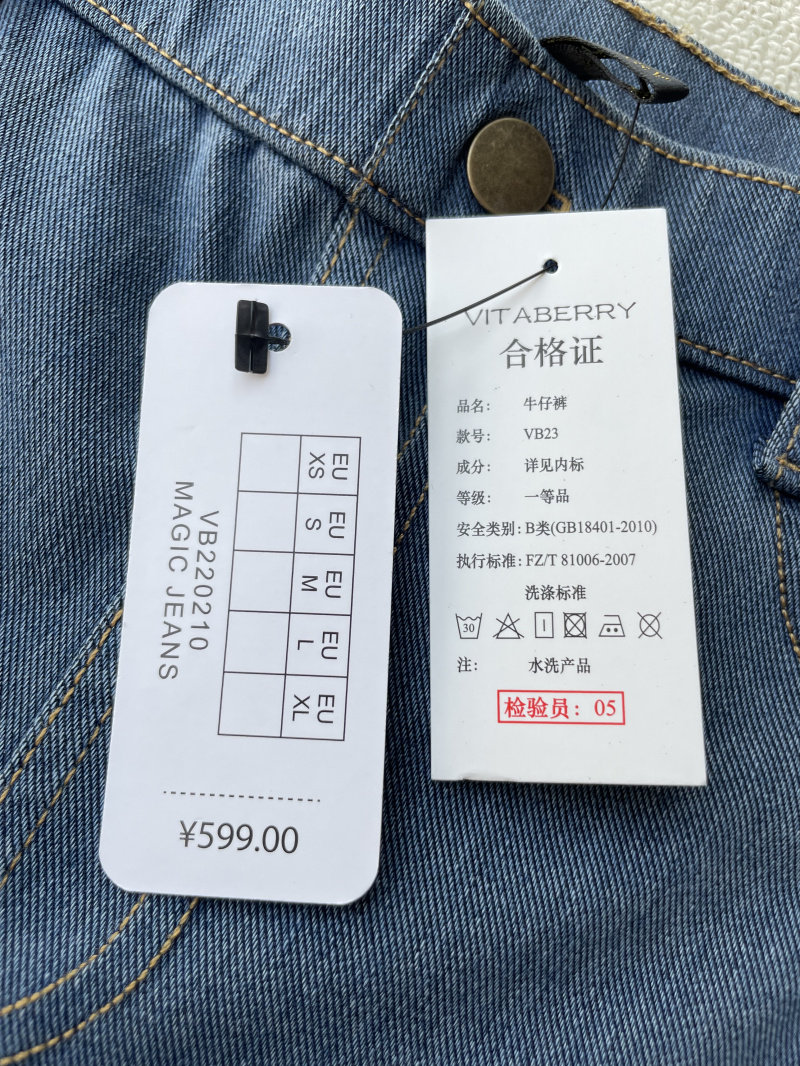 EU XS
EU S
EU M
EU L
EU XL
VB220210
MAGIC JEANS
¥599.00
VITABERRY
合格证
品名: 牛仔裤
款号: VB23
成分: 详见内标
等级: 一等品
安全类别: B类(GB18401-2010)
执行标准: FZ/T 81006-2007
洗涤标准
30
注: 水洗产品
检验员: 05